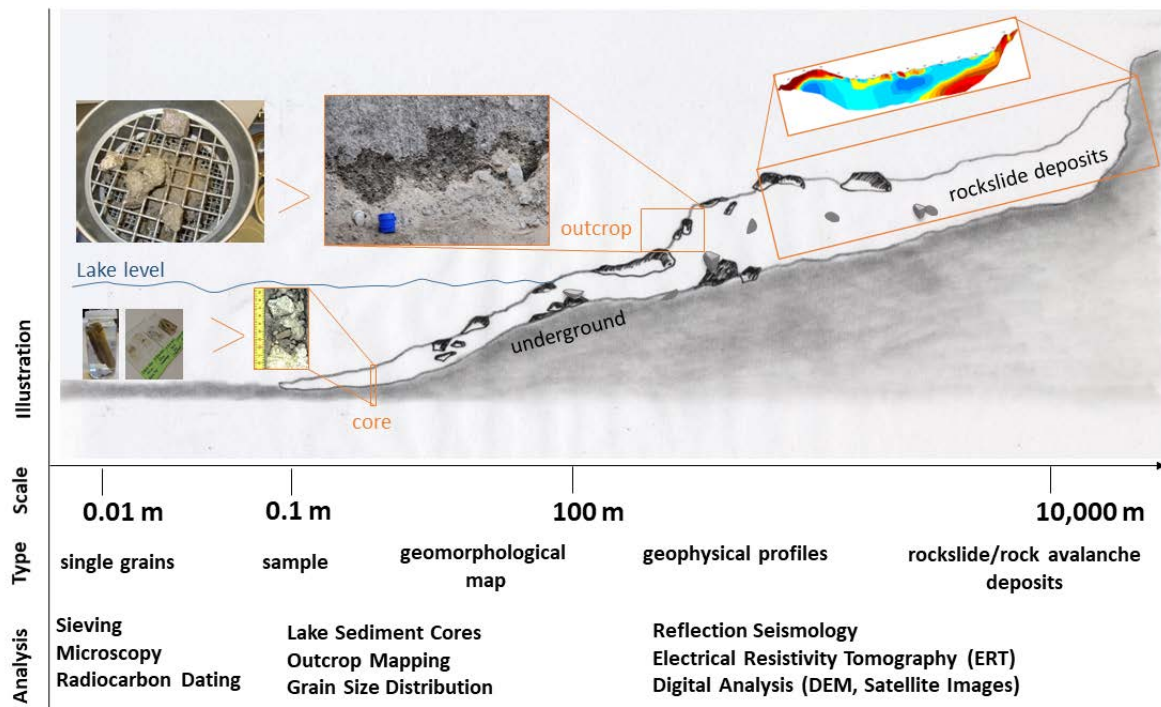 Illustration
Lake level
outcrop
rockslide deposits
underground
core
Scale
0.01 m
0.1 m
100 m
10,000 m
Type
single grains
sample
geomorphological
map
geophysical profiles
rockslide/rock avalanche
deposits
Analysis
Sieving
Microscopy
Radiocarbon Dating
Lake Sediment Cores
Outcrop Mapping
Grain Size Distribution
Reflection Seismology
Electrical Resistivity Tomography (ERT)
Digital Analysis (DEM, Satellite Images)